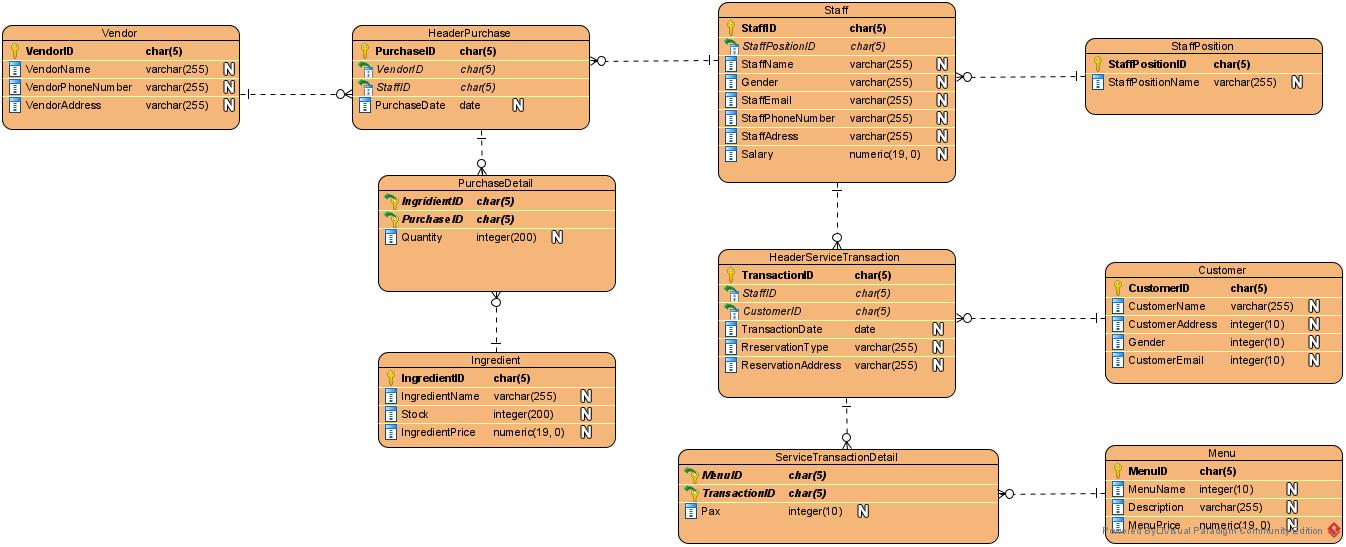 Vendor
VendorID char(5)
VendorName varchar(255) N
VendorPhoneNumber varchar(255) N
VendorAddress varchar(255) N
HeaderPurchase
PurchaseID char(5)
VendorID char(5)
StaffID char(5)
PurchaseDate date N
Staff
StaffID char(5)
StaffPositionID char(5)
StaffName varchar(255) N
Gender varchar(255) N
StaffEmail varchar(255) N
StaffPhoneNumber varchar(255) N
StaffAdress varchar(255) N
Salary numeric(19, 0) N
StaffPosition
StaffPositionID char(5)
StaffPositionName varchar(255) N
PurchaseDetail
IngridientID char(5)
PurchaseID char(5)
Quantity integer(200) N
HeaderServiceTransaction
TransactionID char(5)
StaffID char(5)
CustomerID char(5)
TransactionDate date N
RreservationType varchar(255) N
ReservationAddress varchar(255) N
Customer
CustomerID char(5)
CustomerName varchar(255) N
CustomerAddress integer(10) N
Gender integer(10) N
CustomerEmail integer(10) N
Ingredient
IngredientID char(5)
IngredientName varchar(255) N
Stock integer(200) N
IngredientPrice numeric(19, 0) N
ServiceTransactionDetail
MenuID char(5)
TransactionID char(5)
Pax integer(10) N
Menu
MenuID char(5)
MenuName integer(10) N
Description varchar(255) N
MenuPrice numeric(19, 0) N
Powered By Visual Paradigm Community Edition